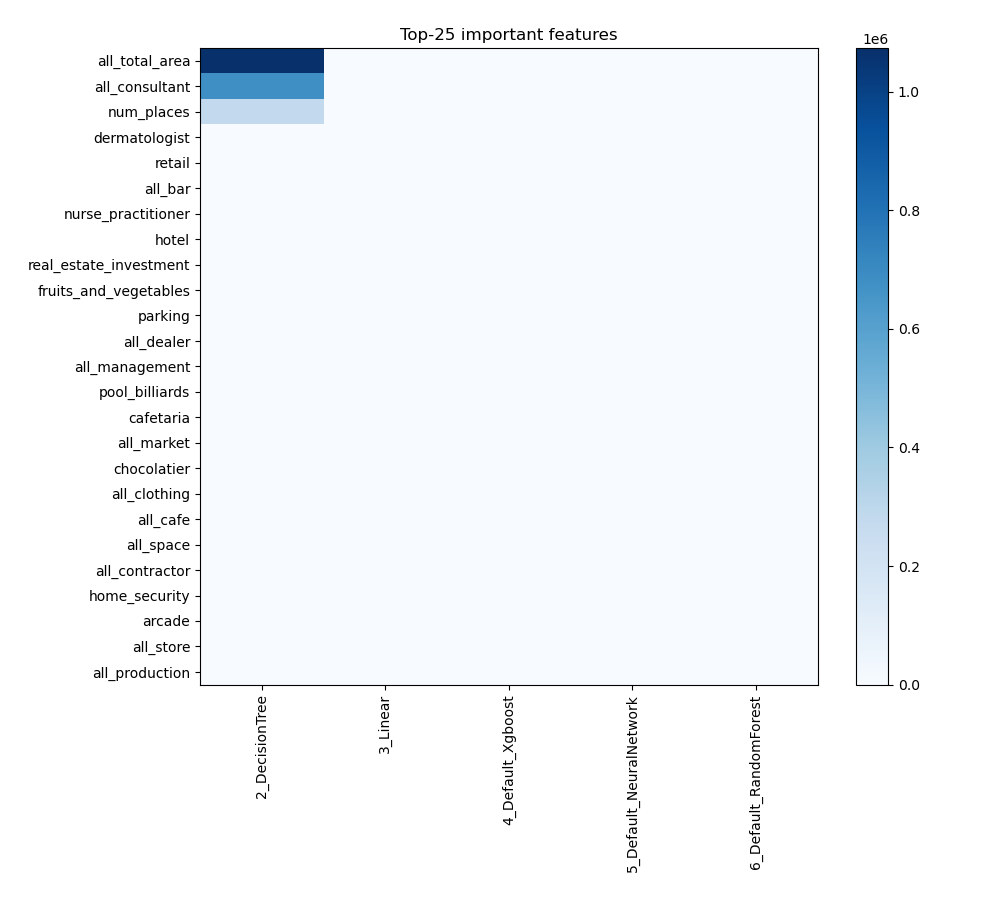 Top-25 important features
1e6
all_total_area
all_consultant
num_places
dermatologist
retail
all_bar
nurse_practitioner
hotel
real_estate_investment
fruits_and_vegetables
parking
all_dealer
all_management
pool_billiards
cafetaria
all_market
chocolatier
all_clothing
all_cafe
all_space
all_contractor
home_security
arcade
all_store
all_production
1.0
0.8
0.6
0.4
0.2
0.0
2_DecisionTree
3_Linear
4_Default_Xgboost
5_Default_NeuralNetwork
6_Default_RandomForest